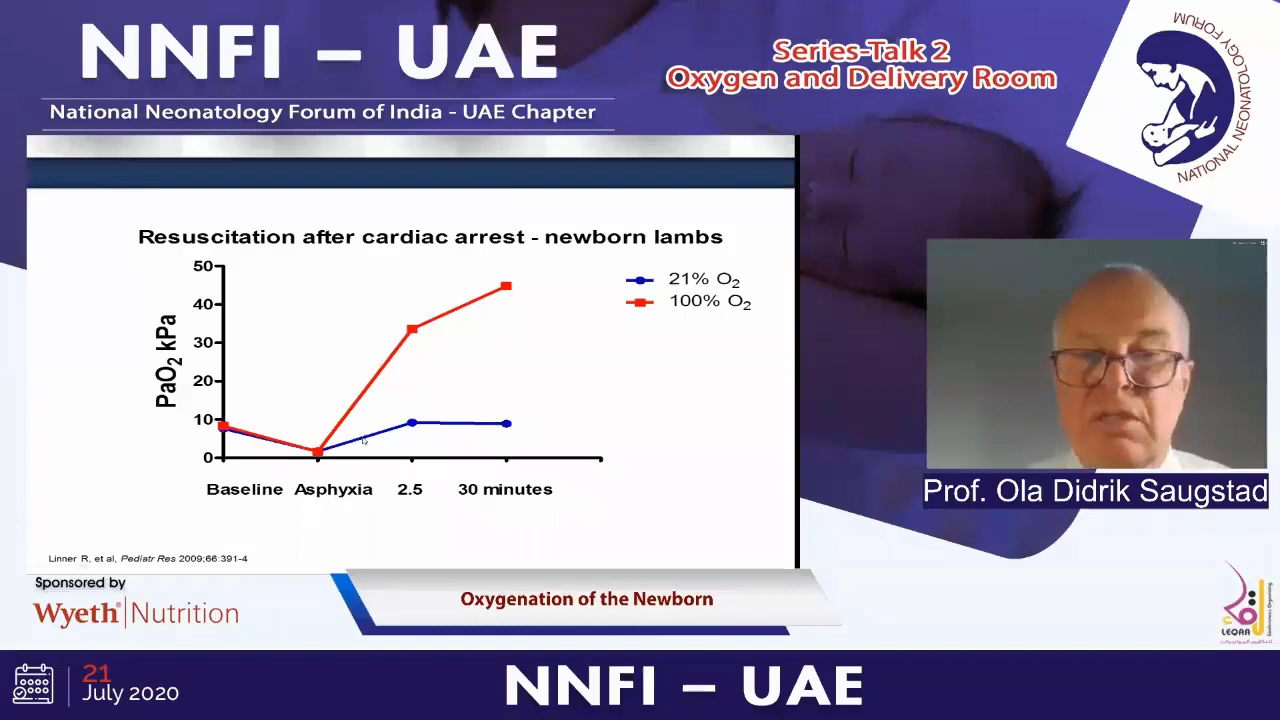 NNFI – UAE
National Neonatology Forum of India - UAE Chapter
Series-Talk 2
Oxygen and Delivery Room
NATIONAL NEONATOLOGY FORUM
Resuscitation after cardiac arrest - newborn lambs
50
40
30
20
10
0
PaO2 kPa
21% O2
100% O2
Baseline Asphyxia 2.5 30 minutes
Linner R, et al, Pediatr Res 2009;66:391-4
Prof. Ola Didrik Saugstad
Sponsored by
Wyeth® Nutrition
Oxygenation of the Newborn
LEQAA
21
July 2020
NNFI – UAE